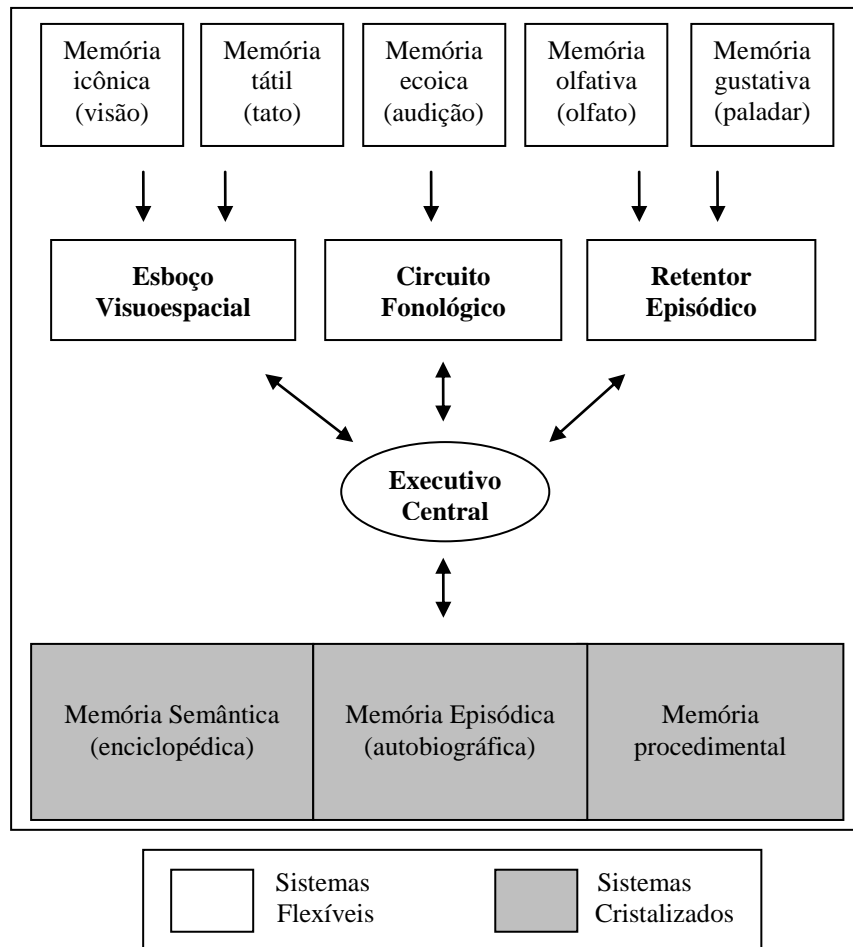 Memória
icônica
(visão)
Memória
tátil
(tato)
Memória
ecoica
(audição)
Memória
olfativa
(olfato)
Memória
gustativa
(paladar)
Esboço
Visuoespacial
Circuito
Fonológico
Retentor
Episódico
Executivo
Central
Memória Semântica
(enciclopédica)
Memória Episódica
(autobiográfica)
Memória
procedimental
Sistemas
Flexíveis
Sistemas
Cristalizados